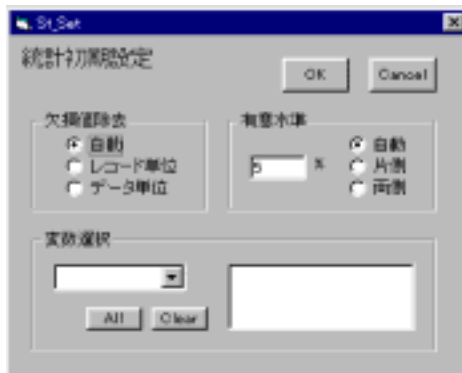 St_Set
統計初期設定
OK
Cancel
欠損値除去
自動
レコード単位
データ単位
有意水準
5 %
自動
片側
両側
変数選択
All
Clear